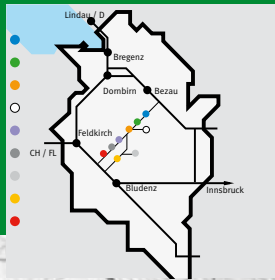 Lindau / D
Bregenz
Dornbirn
Bezau
Feldkirch
CH / FL
Bludenz
Innsbruck